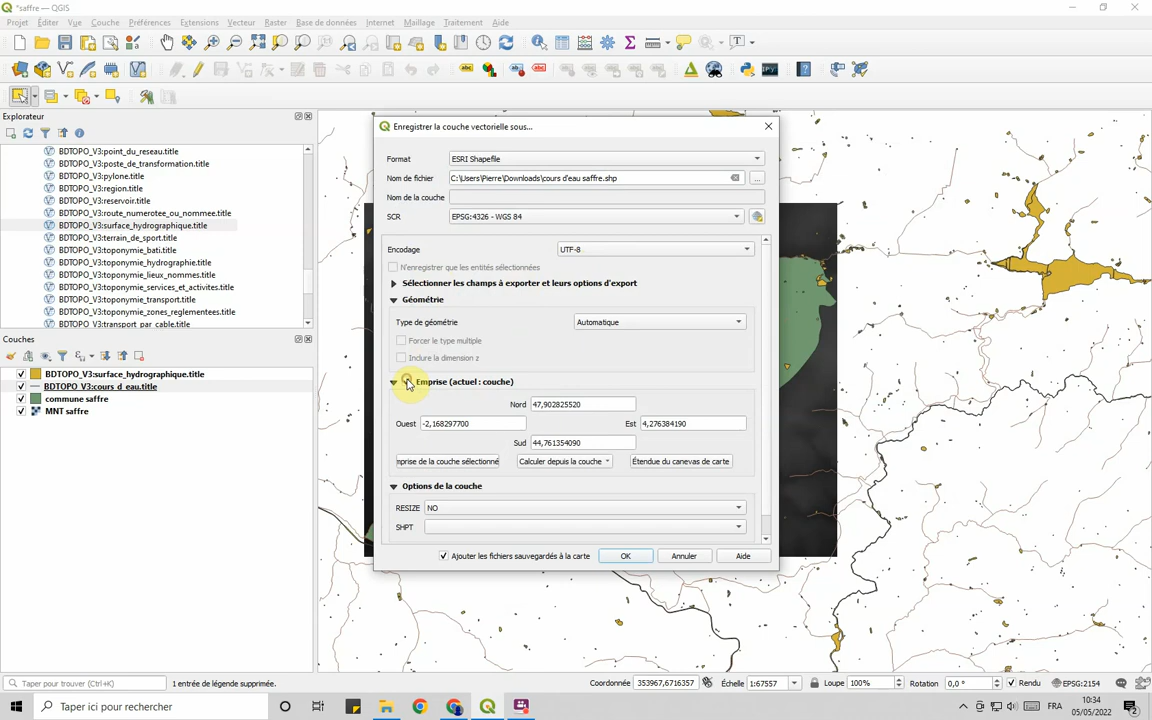 *saffre — QGIS
Projet Éditer Vue Couche Préférences Extensions Vecteur Raster Base de données Internet Maillage Traitement Aide
Explorateur
BDTOPO_V3:point_du_reseau.title
BDTOPO_V3:poste_de_transformation.title
BDTOPO_V3:pylone.title
BDTOPO_V3:region.title
BDTOPO_V3:reservoir.title
BDTOPO_V3:route_numerotee_ou_nommee.title
BDTOPO_V3:surface_hydrographique.title
BDTOPO_V3:terrain_de_sport.title
BDTOPO_V3:toponymie_bati.title
BDTOPO_V3:toponymie_hydrographie.title
BDTOPO_V3:toponymie_lieux_nommes.title
BDTOPO_V3:toponymie_services_et_activites.title
BDTOPO_V3:toponymie_transport.title
BDTOPO_V3:toponymie_zones_reglementees.title
BDTOPO_V3:transport_par_cable.title
Couches
BDTOPO_V3:surface_hydrographique.title
BDTOPO_V3:cours_d_eau.title
commune saffre
MNT saffre
Enregistrer la couche vectorielle sous...
Format ESRI Shapefile
Nom de fichier C:\Users\Pierre\Downloads\cours d'eau saffre.shp ...
Nom de la couche
SCR EPSG:4326 - WGS 84
Encodage UTF-8
N'enregistrer que les entités sélectionnées
Sélectionner les champs à exporter et leurs options d'export
Géométrie
Type de géométrie Automatique
Forcer le type multiple
Inclure la dimension z
Emprise (actuel : couche)
Nord 47,902825520
Ouest -2,168297700 Est 4,276384190
Sud 44,761354090
mprise de la couche sélectionné Calculer depuis la couche Étendue du canevas de carte
Options de la couche
RESIZE NO
SHPT
Ajouter les fichiers sauvegardés à la carte OK Annuler Aide
Taper pour trouver (Ctrl+K) 1 entrée de légende supprimée. Coordonnée 353967,6716357 Échelle 1:67557 Loupe 100% Rotation 0,0 ° Rendu EPSG:2154
Taper ici pour rechercher FRA 10:34
05/05/2022